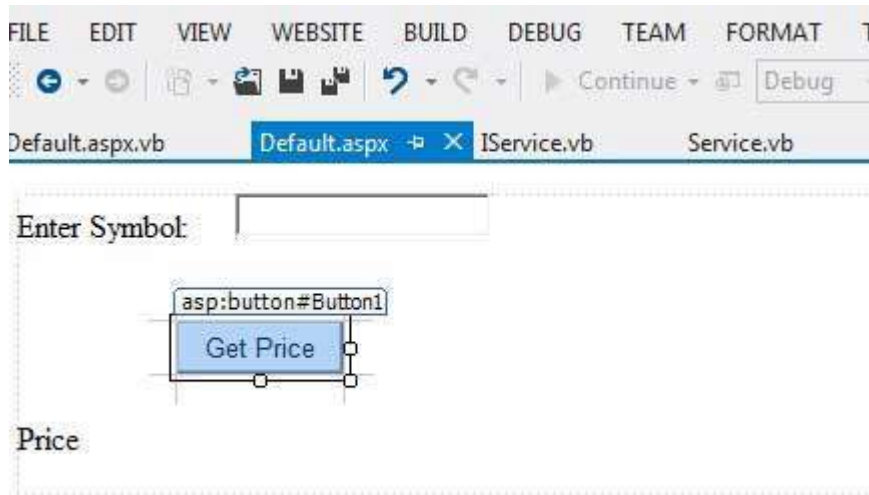 FILE EDIT VIEW WEBSITE BUILD DEBUG TEAM FORMAT
Continue Debug
Default.aspx.vb Default.aspx IService.vb Service.vb
Enter Symbol:
asp:button#Button1
Get Price
Price